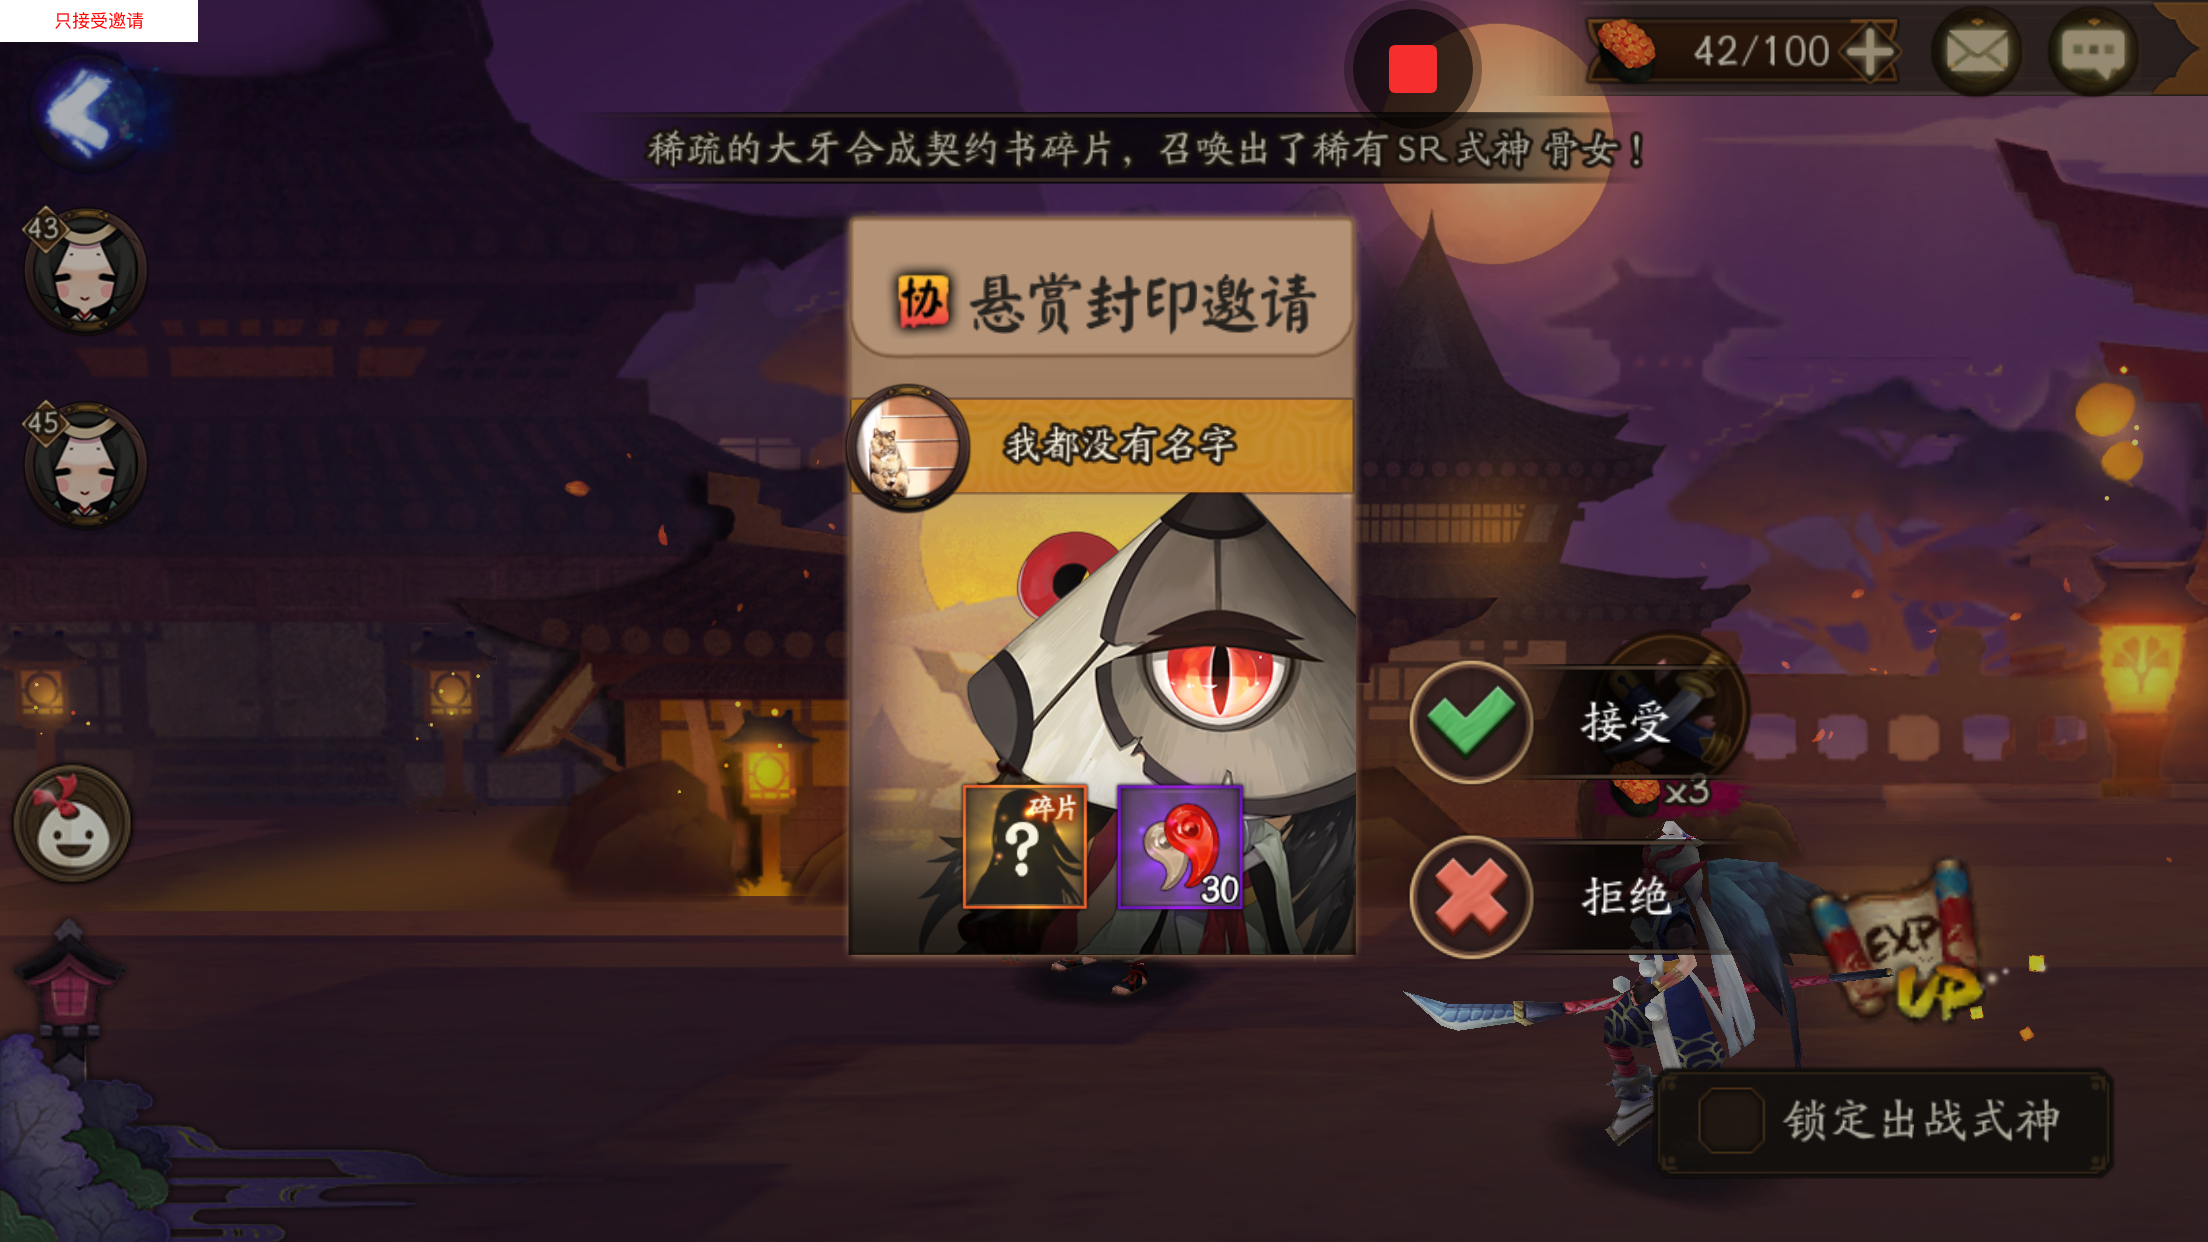 只接受邀请
42/100
稀疏的大牙合成契约书碎片，召唤出了稀有SR式神骨女！
43
协 悬赏封印邀请
45
我都没有名字
接受
x3
碎片
?
30
拒绝
EXP
UP
锁定出战式神